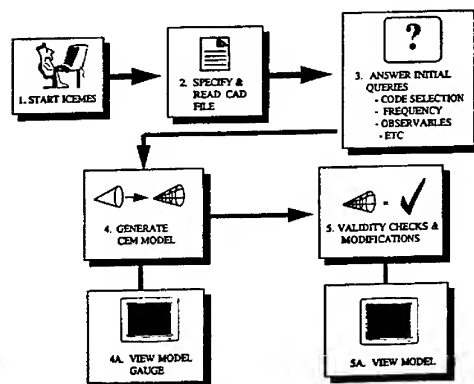 1. START ICEMES
2. SPECIFY &
READ CAD
FILE
?
3. ANSWER INITIAL
QUERIES
- CODE SELECTION
- FREQUENCY
- OBSERVABLES
- ETC
4. GENERATE
CEM MODEL
5. VALIDITY CHECKS &
MODIFICATIONS
4A. VIEW MODEL
GAUGE
5A. VIEW MODEL